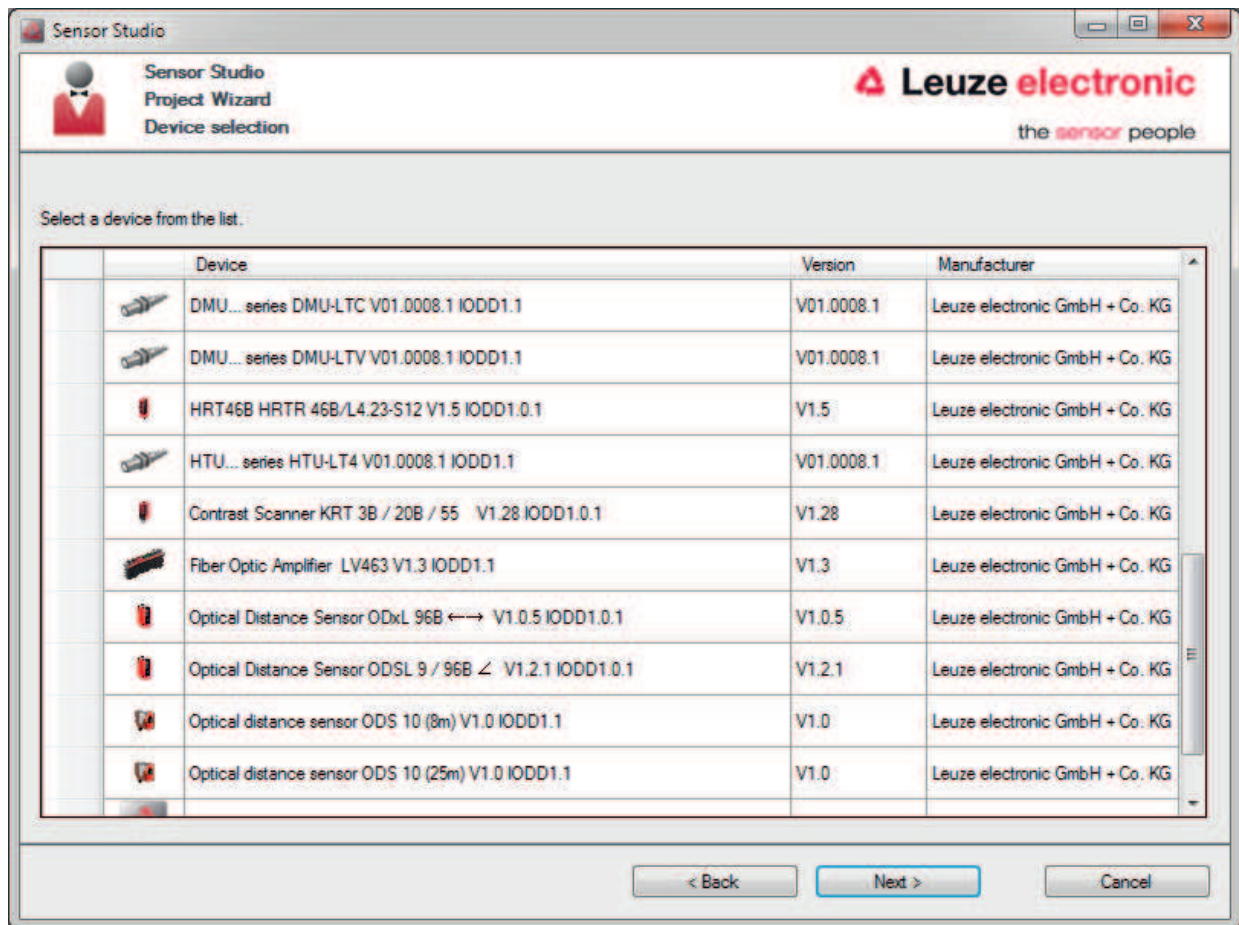 Sensor Studio
Sensor Studio
Project Wizard
Device selection
Leuze electronic
the sensor people
Select a device from the list.
Device Version Manufacturer
DMU... series DMU-LTC V01.0008.1 IODD1.1 V01.0008.1 Leuze electronic GmbH + Co. KG
DMU... series DMU-LTV V01.0008.1 IODD1.1 V01.0008.1 Leuze electronic GmbH + Co. KG
HRT46B HRTR 46B/L4.23-S12 V1.5 IODD1.0.1 V1.5 Leuze electronic GmbH + Co. KG
HTU... series HTU-LT4 V01.0008.1 IODD1.1 V01.0008.1 Leuze electronic GmbH + Co. KG
Contrast Scanner KRT 3B / 20B / 55 V1.28 IODD1.0.1 V1.28 Leuze electronic GmbH + Co. KG
Fiber Optic Amplifier LV463 V1.3 IODD1.1 V1.3 Leuze electronic GmbH + Co. KG
Optical Distance Sensor ODxL 96B ←→ V1.0.5 IODD1.0.1 V1.0.5 Leuze electronic GmbH + Co. KG
Optical Distance Sensor ODSL 9 / 96B ∠ V1.2.1 IODD1.0.1 V1.2.1 Leuze electronic GmbH + Co. KG
Optical distance sensor ODS 10 (8m) V1.0 IODD1.1 V1.0 Leuze electronic GmbH + Co. KG
Optical distance sensor ODS 10 (25m) V1.0 IODD1.1 V1.0 Leuze electronic GmbH + Co. KG
< Back Next > Cancel